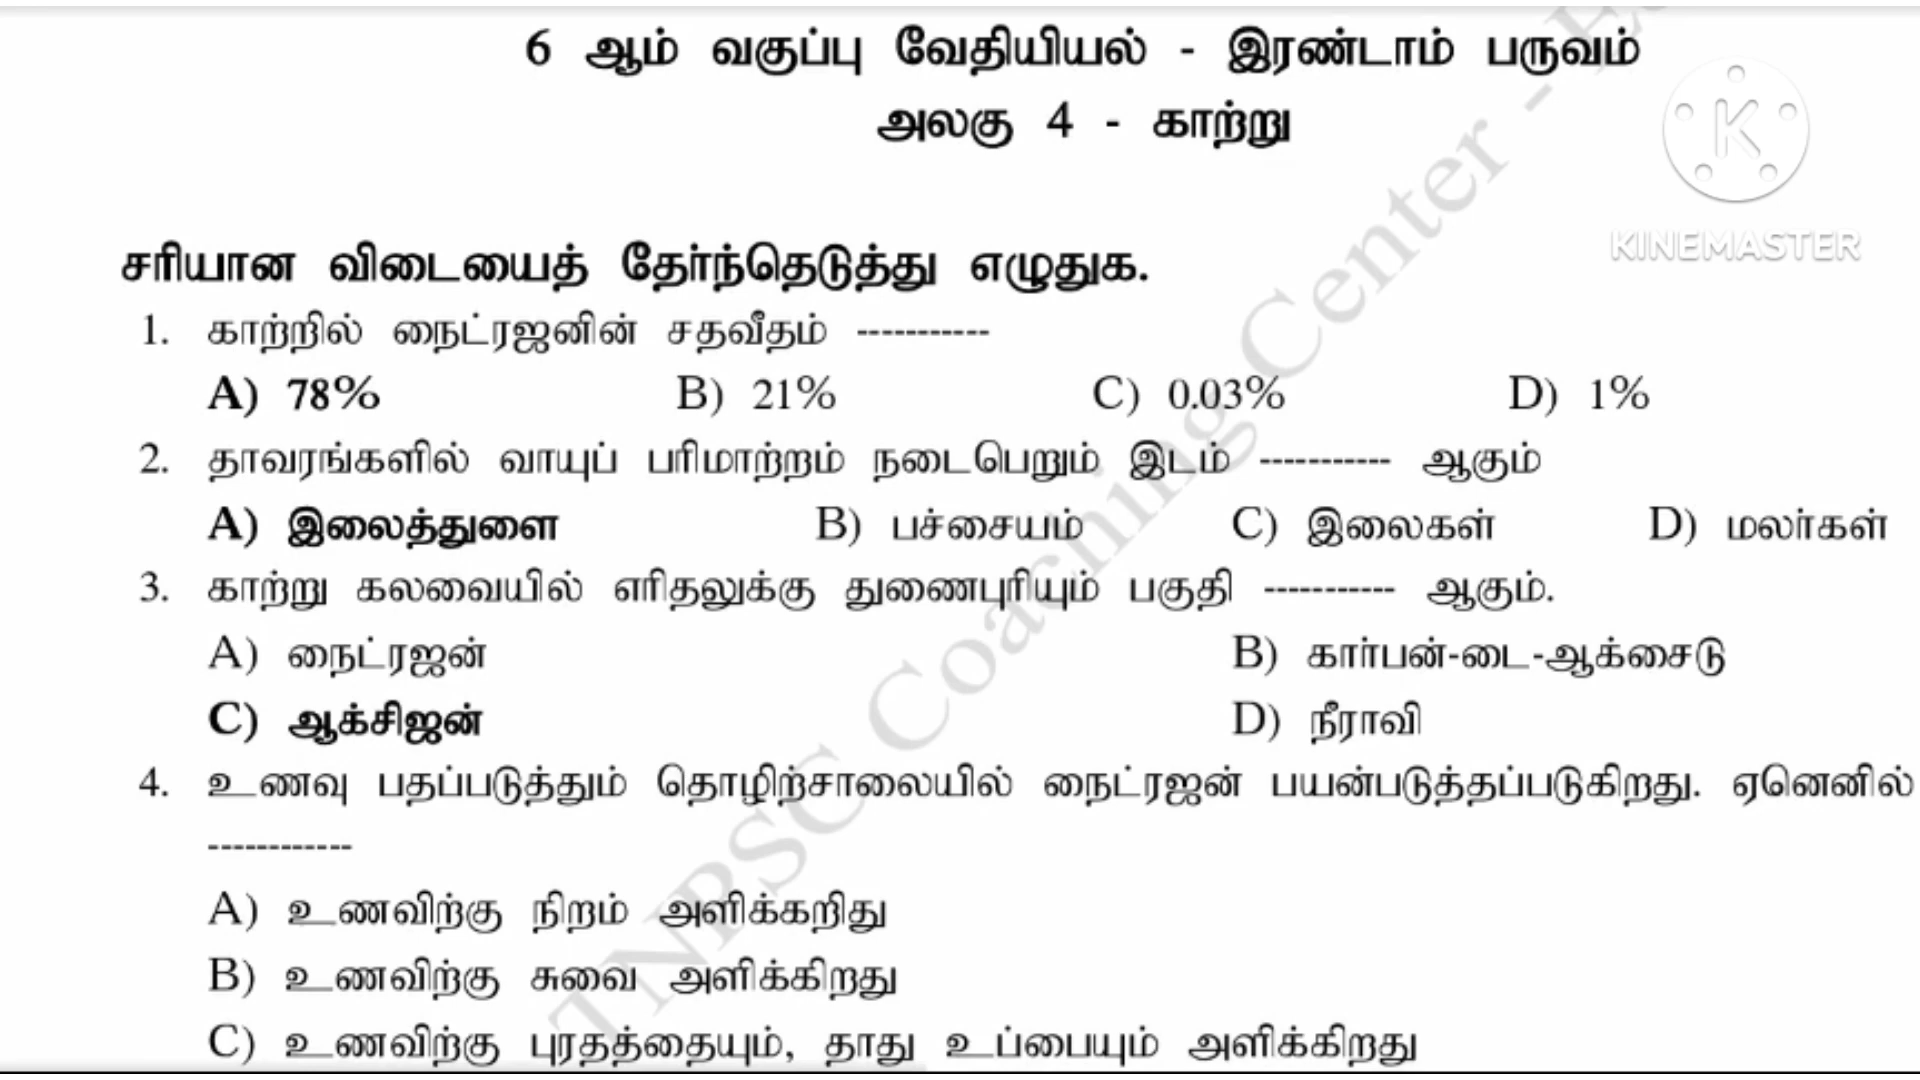 6 ஆம் வகுப்பு வேதியியல் - இரண்டாம் பருவம்
அலகு 4 - காற்று
K
KINEMASTER
சரியான விடையைத் தேர்ந்தெடுத்து எழுதுக.
1. காற்றில் நைட்ரஜனின் சதவீதம் -----------
A) 78% B) 21% C) 0.03% D) 1%
2. தாவரங்களில் வாயுப் பரிமாற்றம் நடைபெறும் இடம் ----------- ஆகும்
A) இலைத்துளை B) பச்சையம் C) இலைகள் D) மலர்கள்
3. காற்று கலவையில் எரிதலுக்கு துணைபுரியும் பகுதி ----------- ஆகும்.
A) நைட்ரஜன் B) கார்பன்-டை-ஆக்சைடு
C) ஆக்சிஜன் D) நீராவி
4. உணவு பதப்படுத்தும் தொழிற்சாலையில் நைட்ரஜன் பயன்படுத்தப்படுகிறது. ஏனெனில்
------------
A) உணவிற்கு நிறம் அளிக்கறிது
B) உணவிற்கு சுவை அளிக்கிறது
C) உணவிற்கு புரதத்தையும், தாது உப்பையும் அளிக்கிறது
TNPSC Coaching Center -